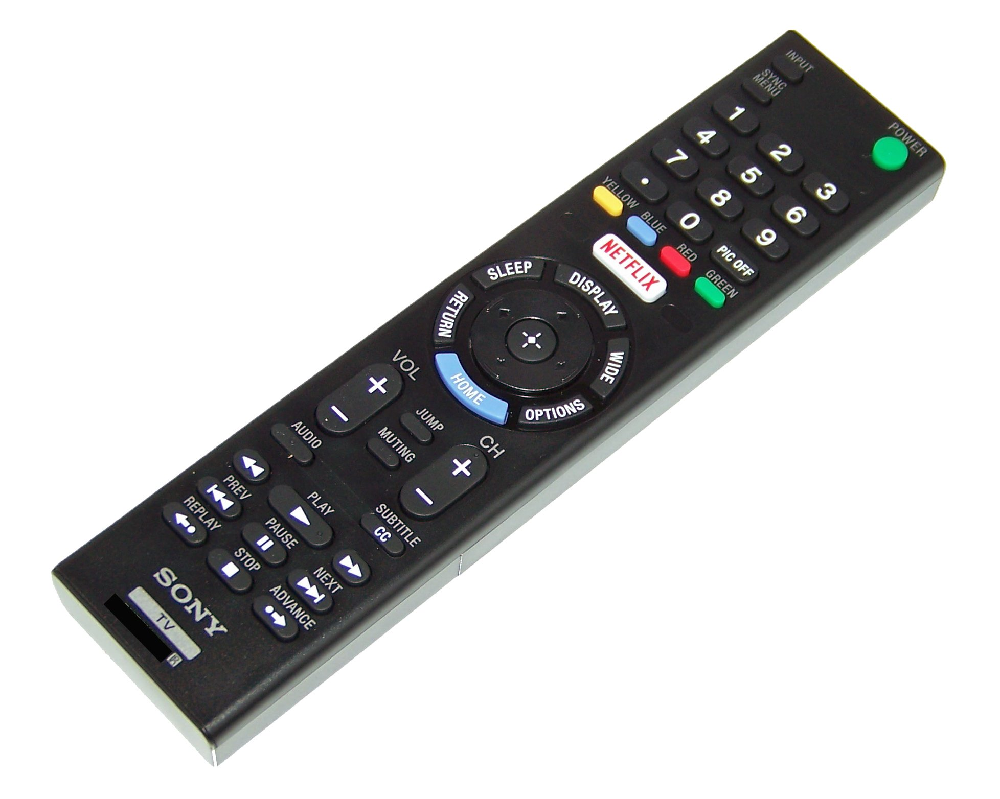 INPUT
SYNC
MENU
POWER
1
2
3
4
5
6
7
8
9
.
0
PIC OFF
YELLOW
BLUE
RED
GREEN
NETFLIX
SLEEP
DISPLAY
RETURN
WIDE
HOME
OPTIONS
VOL
+
−
JUMP
MUTING
CH
+
−
AUDIO
SUBTITLE
CC
PREV
PLAY
REPLAY
PAUSE
NEXT
STOP
ADVANCE
SONY
TV
IR